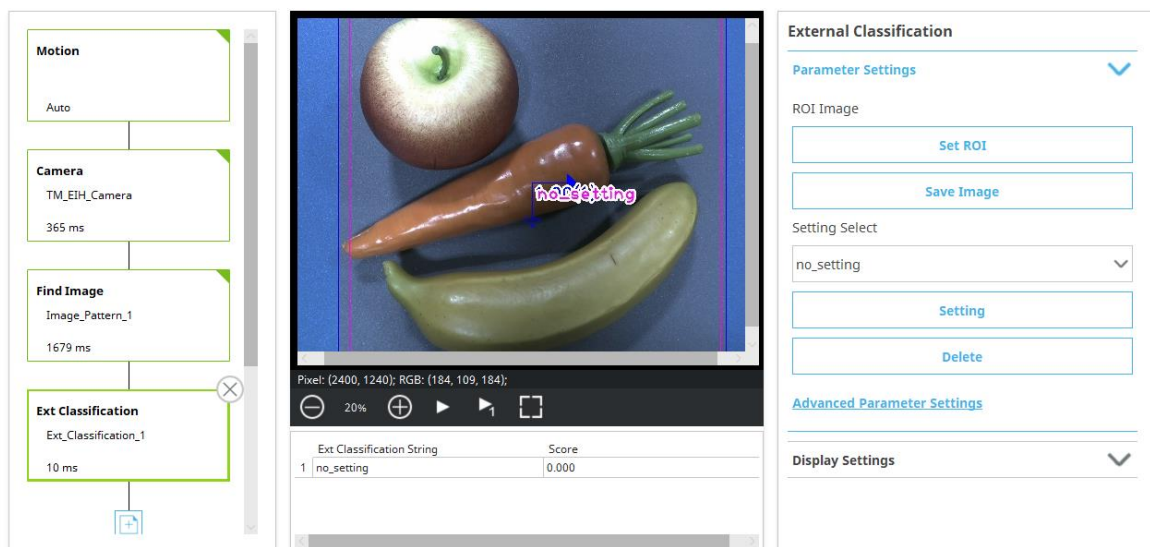 Motion
Auto
Camera
TM_EIH_Camera
365 ms
Find Image
Image_Pattern_1
1679 ms
Ext Classification
Ext_Classification_1
10 ms
no_setting
Pixel: (2400, 1240); RGB: (184, 109, 184);
20%
1
Ext Classification String Score
1 no_setting 0.000
External Classification
Parameter Settings
ROI Image
Set ROI
Save Image
Setting Select
no_setting
Setting
Delete
Advanced Parameter Settings
Display Settings